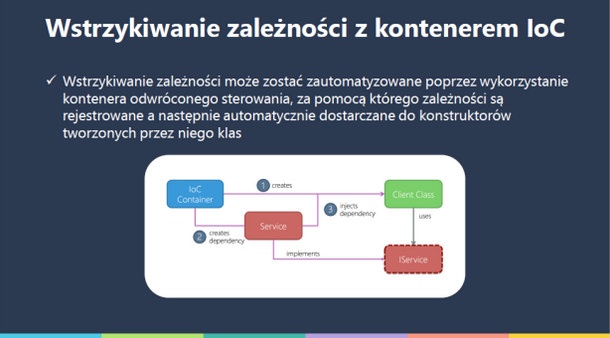 Wstrzykiwanie zależności z kontenerem IoC
✓ Wstrzykiwanie zależności może zostać zautomatyzowane poprzez wykorzystanie
kontenera odwróconego sterowania, za pomocą którego zależności są
rejestrowane a następnie automatycznie dostarczane do konstruktorów
tworzonych przez niego klas
IoC
Container
1 creates
Client Class
3 injects
dependency
uses
Service
2 creates
dependency
implements
IService